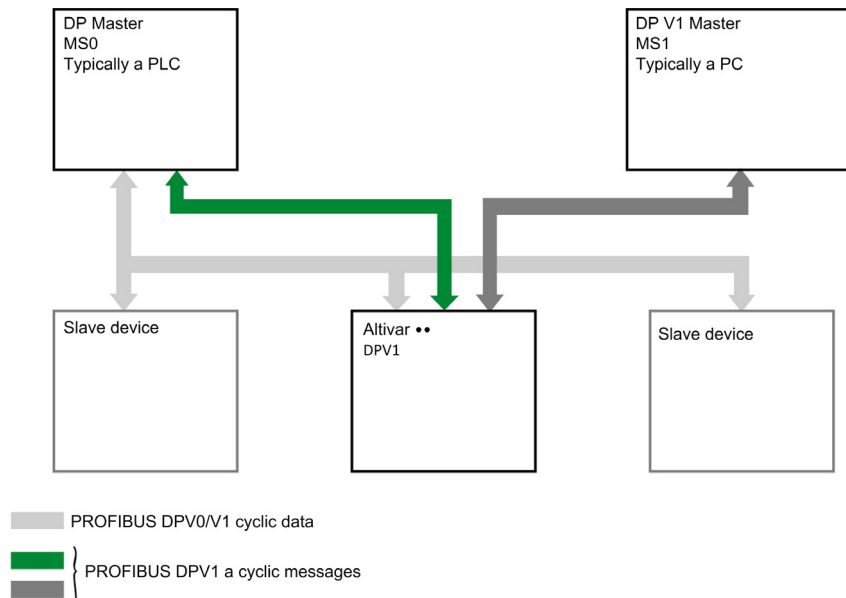 DP Master
MS0
Typically a PLC
DP V1 Master
MS1
Typically a PC
Slave device
Altivar ••
DPV1
Slave device
PROFIBUS DPV0/V1 cyclic data
PROFIBUS DPV1 a cyclic messages